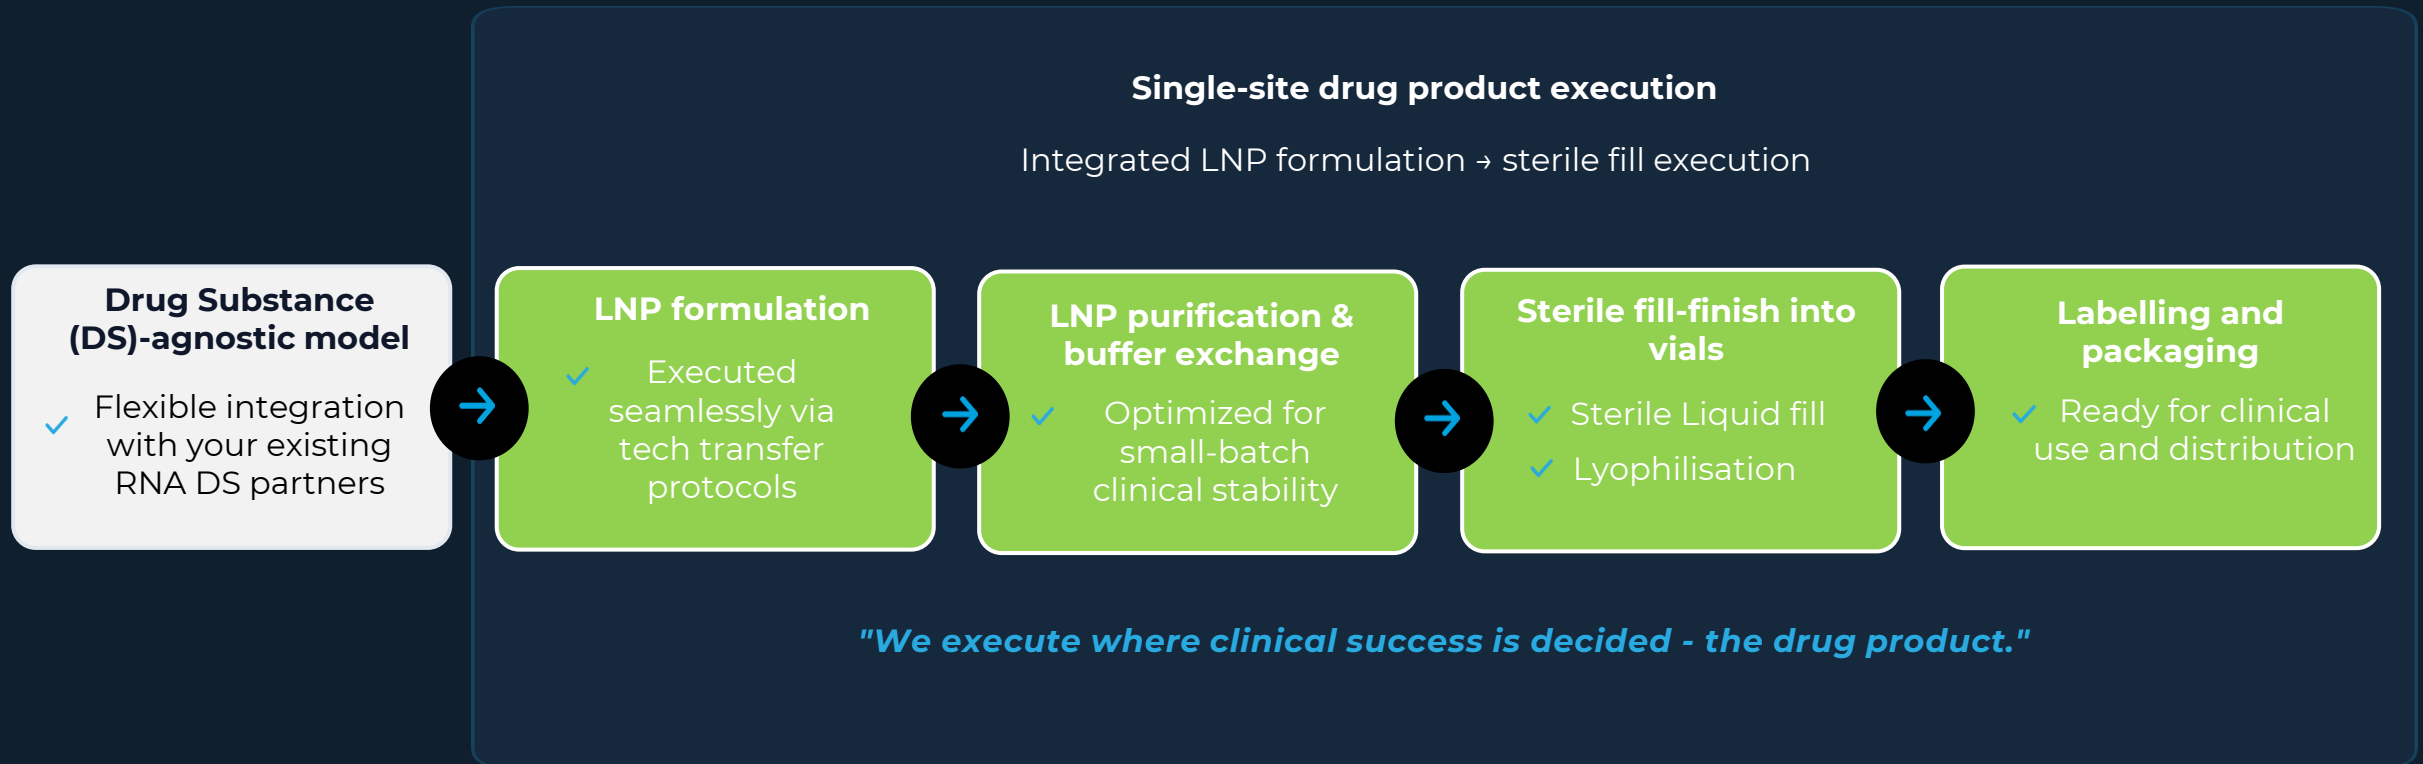 Single-site drug product execution
Integrated LNP formulation → sterile fill execution
Drug Substance
(DS)-agnostic model
Flexible integration
with your existing
RNA DS partners
LNP formulation
Executed
seamlessly via
tech transfer
protocols
LNP purification &
buffer exchange
Optimized for
small-batch
clinical stability
Sterile fill-finish into
vials
Sterile Liquid fill
Lyophilisation
Labelling and
packaging
Ready for clinical
use and distribution
"We execute where clinical success is decided - the drug product."